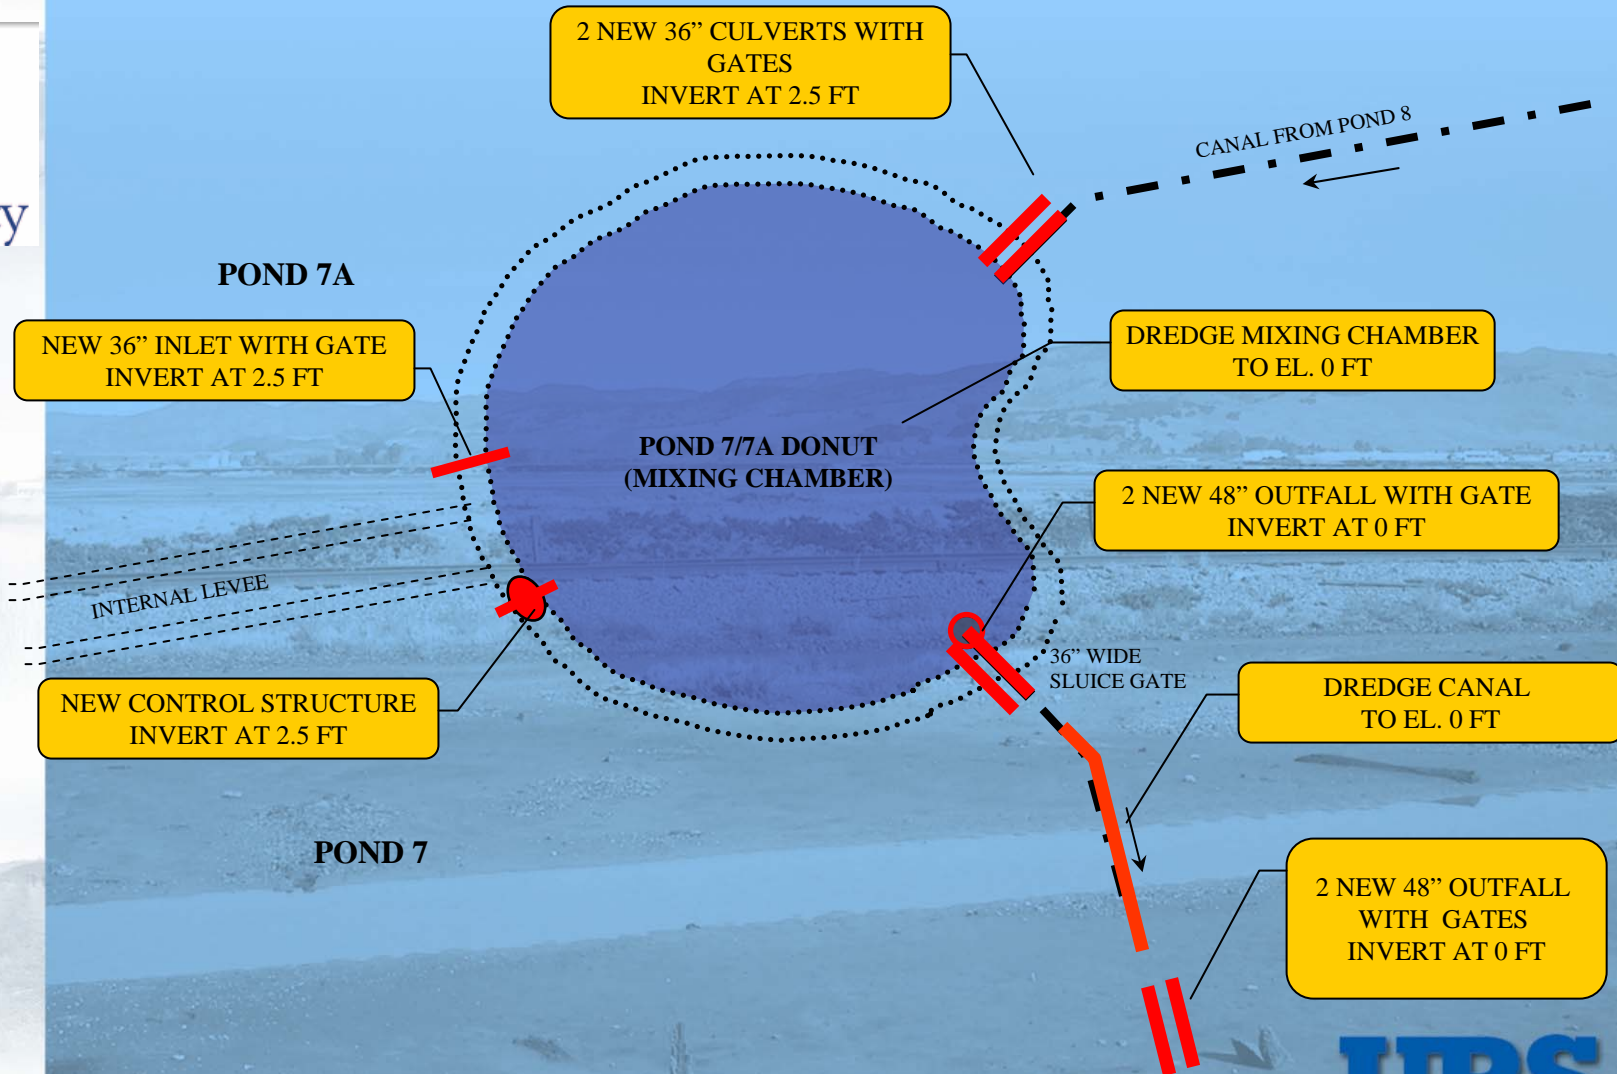 2 NEW 36” CULVERTS WITH
GATES
INVERT AT 2.5 FT
CANAL FROM POND 8
y
POND 7A
NEW 36” INLET WITH GATE
INVERT AT 2.5 FT
DREDGE MIXING CHAMBER
TO EL. 0 FT
POND 7/7A DONUT
(MIXING CHAMBER)
2 NEW 48” OUTFALL WITH GATE
INVERT AT 0 FT
INTERNAL LEVEE
36” WIDE
SLUICE GATE
NEW CONTROL STRUCTURE
INVERT AT 2.5 FT
DREDGE CANAL
TO EL. 0 FT
POND 7
2 NEW 48” OUTFALL
WITH GATES
INVERT AT 0 FT
URS